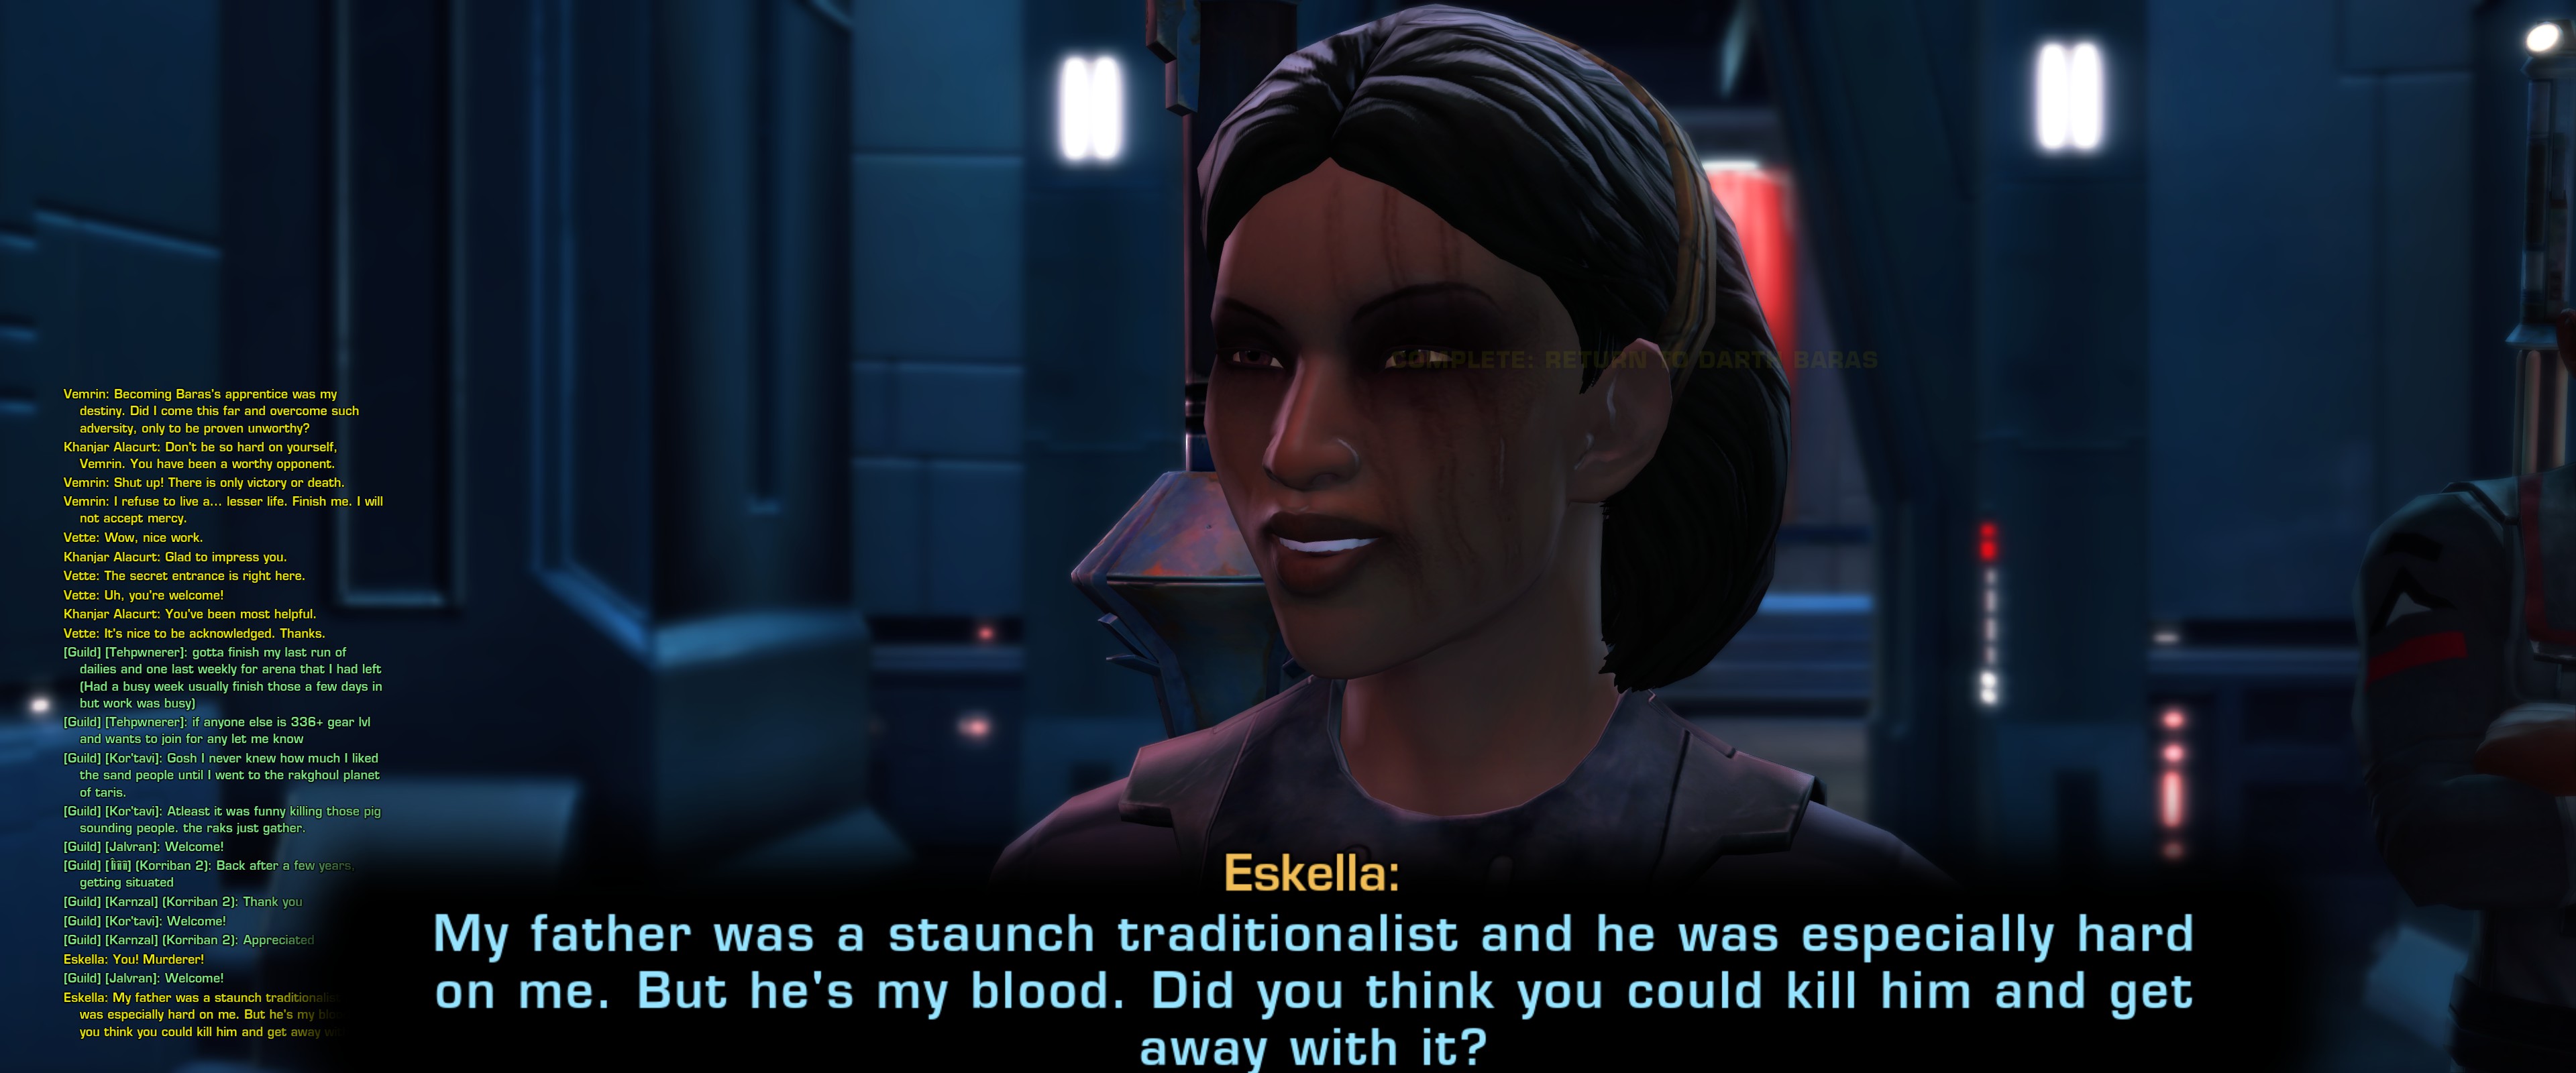 Vemrin: Becoming Baras's apprentice was my
destiny. Did I come this far and overcome such
adversity, only to be proven unworthy?
Khanjar Alacurt: Don't be so hard on yourself,
Vemrin. You have been a worthy opponent.
Vemrin: Shut up! There is only victory or death.
Vemrin: I refuse to live a... lesser life. Finish me. I will
not accept mercy.
Vette: Wow, nice work.
Khanjar Alacurt: Glad to impress you.
Vette: The secret entrance is right here.
Vette: Uh, you're welcome!
Khanjar Alacurt: You've been most helpful.
Vette: It's nice to be acknowledged. Thanks.
[Guild] [Tehpwnerer]: gotta finish my last run of
dailies and one last weekly for arena that I had left
(Had a busy week usually finish those a few days in
but work was busy)
[Guild] [Tehpwnerer]: if anyone else is 336+ gear lvl
and wants to join for any let me know
[Guild] [Kor'tavi]: Gosh I never knew how much I liked
the sand people until I went to the rakghoul planet
of taris.
[Guild] [Kor'tavi]: Atleast it was funny killing those pig
sounding people. the raks just gather.
[Guild] [Jalvran]: Welcome!
[Guild] (Korriban 2): Back after a few years,
getting situated
[Guild] [Karnzal] (Korriban 2): Thank you
[Guild] [Kor'tavi]: Welcome!
[Guild] [Karnzal] (Korriban 2): Appreciated
Eskella: You! Murderer!
[Guild] [Jalvran]: Welcome!
Eskella: My father was a staunch traditionalist
was especially hard on me. But he's my
you think you could kill him and get away
COMPLETE: RETURN TO DARTH BARAS
Eskella:
My father was a staunch traditionalist and he was especially hard
on me. But he's my blood. Did you think you could kill him and get
away with it?